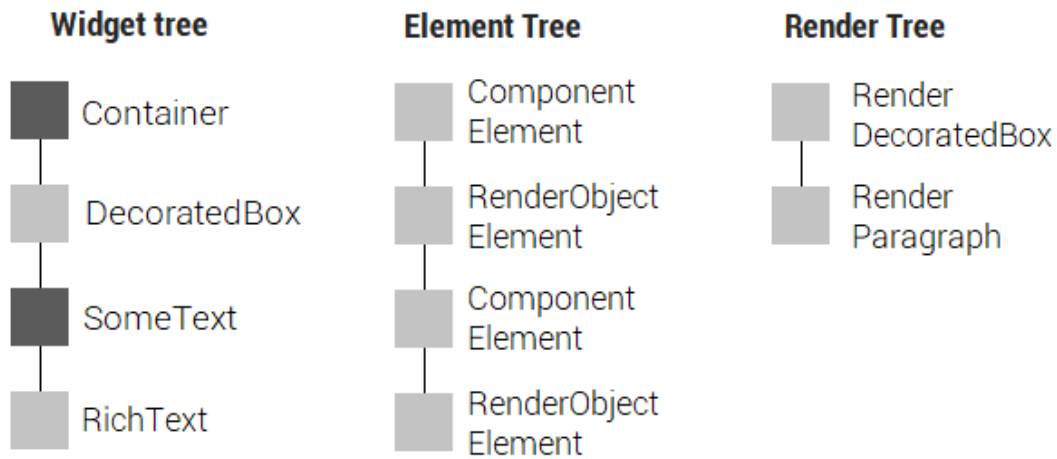 Widget tree
Container
DecoratedBox
SomeText
RichText
Element Tree
Component
Element
RenderObject
Element
Component
Element
RenderObject
Element
Render Tree
Render
DecoratedBox
Render
Paragraph